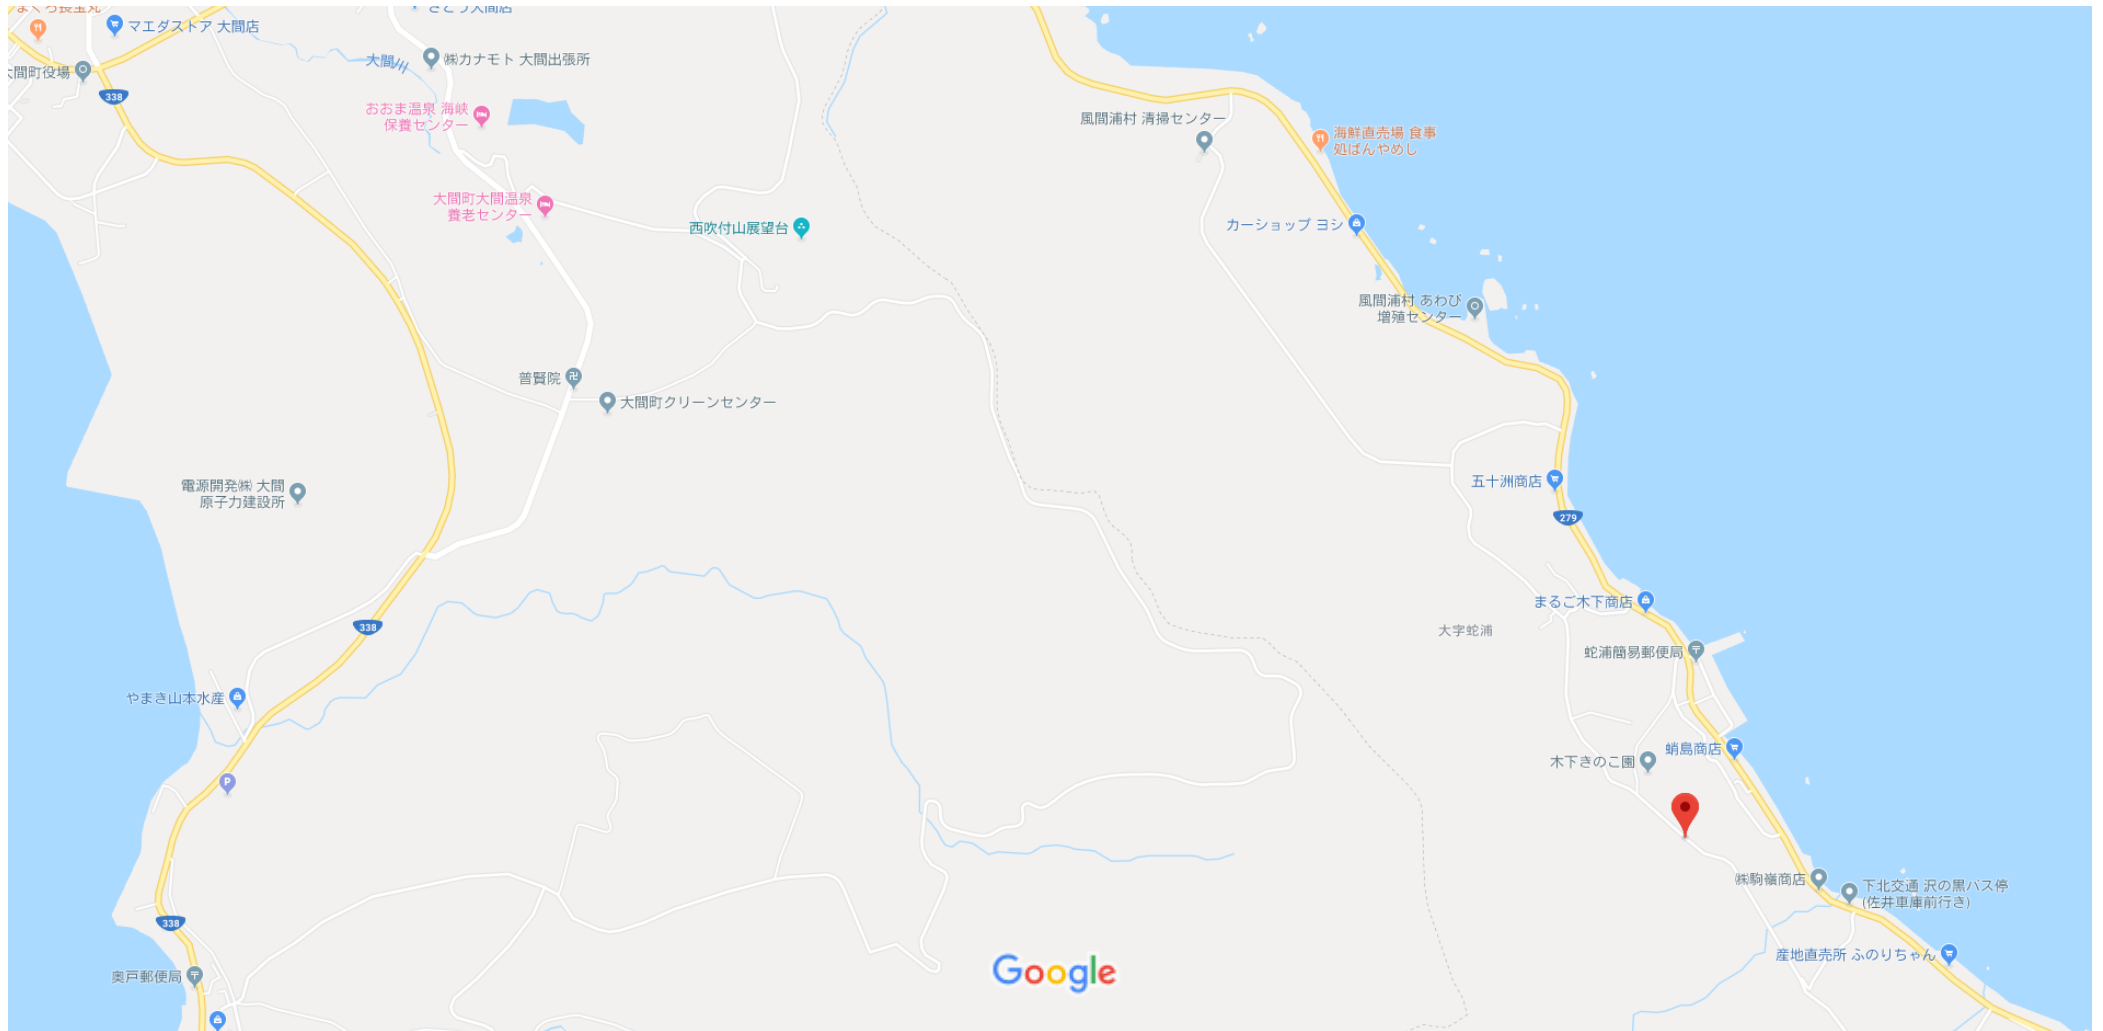 マエダストア 大間店
大間町役場
338
大間川
㈱カナモト 大間出張所
おおま温泉 海峡
保養センター
大間町大間温泉
養老センター
西吹付山展望台
風間浦村 清掃センター
海鮮直売場 食事
処ばんやめし
カーショップ ヨシ
風間浦村 あわび
増殖センター
普賢院
大間町クリーンセンター
電源開発㈱ 大間
原子力建設所
五十洲商店
279
338
まるご木下商店
大字蛇浦
蛇浦簡易郵便局
やまき山本水産
P
蛸島商店
木下きのこ園
㈱駒嶺商店
下北交通 沢の黒バス停
(佐井車庫前行き)
338
産地直売所 ふのりちゃん
奥戸郵便局
Google